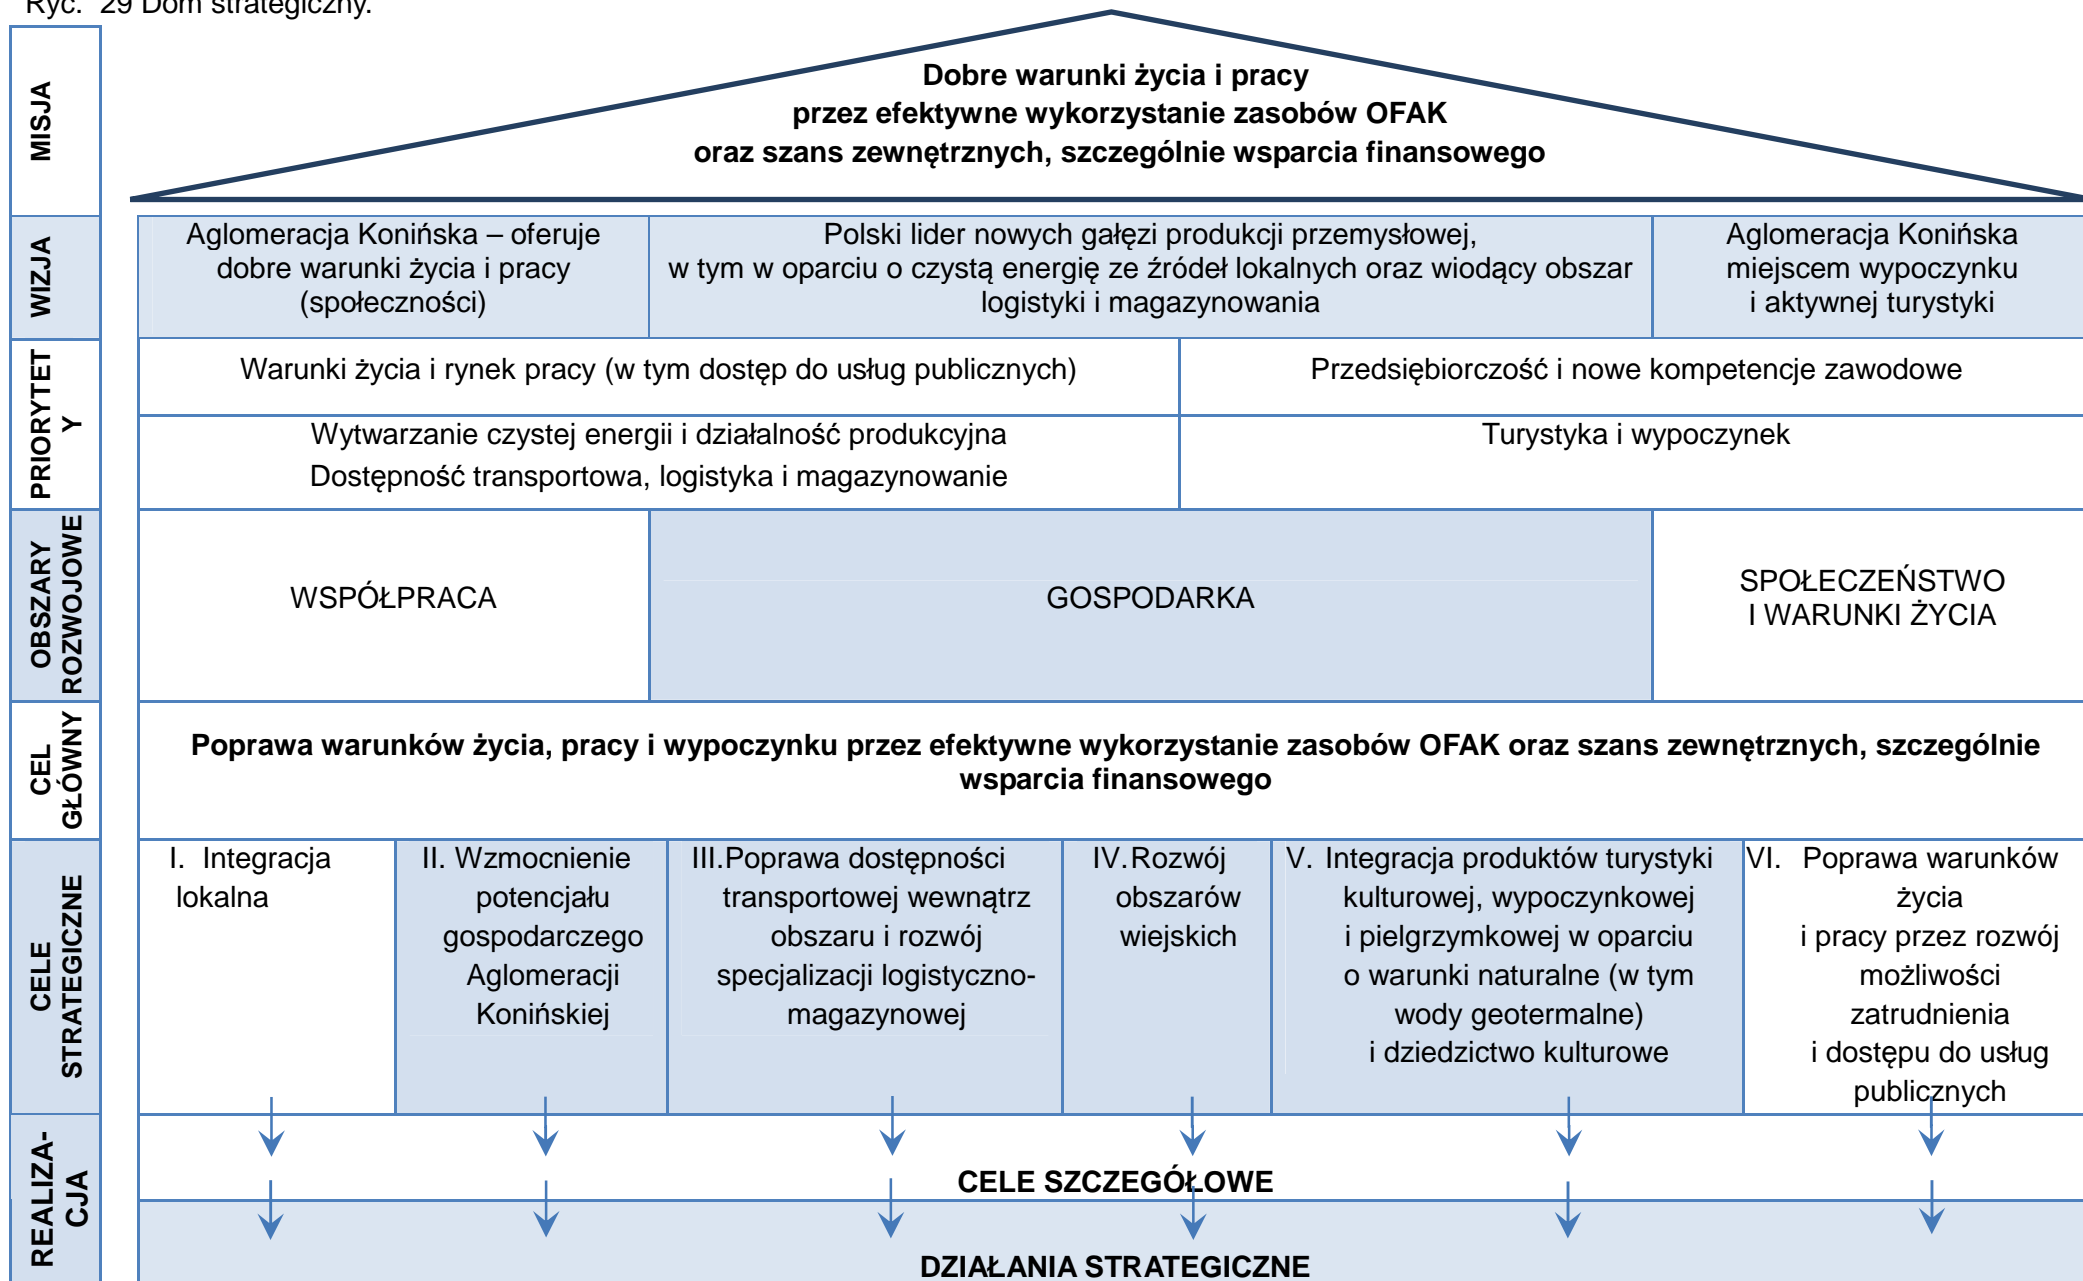 Ryc. 29 Dom strategiczny.
MISJA
Dobre warunki życia i pracy
przez efektywne wykorzystanie zasobów OFAK
oraz szans zewnętrznych, szczególnie wsparcia finansowego
WIZJA
Aglomeracja Konińska – oferuje
dobre warunki życia i pracy
(społeczności)
Polski lider nowych gałęzi produkcji przemysłowej,
w tym w oparciu o czystą energię ze źródeł lokalnych oraz wiodący obszar
logistyki i magazynowania
Aglomeracja Konińska
miejscem wypoczynku
i aktywnej turystyki
PRIORYTET
Y
Warunki życia i rynek pracy (w tym dostęp do usług publicznych)
Przedsiębiorczość i nowe kompetencje zawodowe
Wytwarzanie czystej energii i działalność produkcyjna
Dostępność transportowa, logistyka i magazynowanie
Turystyka i wypoczynek
OBSZARY
ROZWOJOWE
WSPÓŁPRACA
GOSPODARKA
SPOŁECZEŃSTWO
I WARUNKI ŻYCIA
CEL
GŁÓWNY
Poprawa warunków życia, pracy i wypoczynku przez efektywne wykorzystanie zasobów OFAK oraz szans zewnętrznych, szczególnie
wsparcia finansowego
CELE
STRATEGICZNE
I. Integracja
lokalna
II. Wzmocnienie
potencjału
gospodarczego
Aglomeracji
Konińskiej
III.Poprawa dostępności
transportowej wewnątrz
obszaru i rozwój
specjalizacji logistyczno-
magazynowej
IV.Rozwój
obszarów
wiejskich
V. Integracja produktów turystyki
kulturowej, wypoczynkowej
i pielgrzymkowej w oparciu
o warunki naturalne (w tym
wody geotermalne)
i dziedzictwo kulturowe
VI. Poprawa warunków
życia
i pracy przez rozwój
możliwości
zatrudnienia
i dostępu do usług
publicznych
REALIZA-
CJA
CELE SZCZEGÓŁOWE
DZIAŁANIA STRATEGICZNE